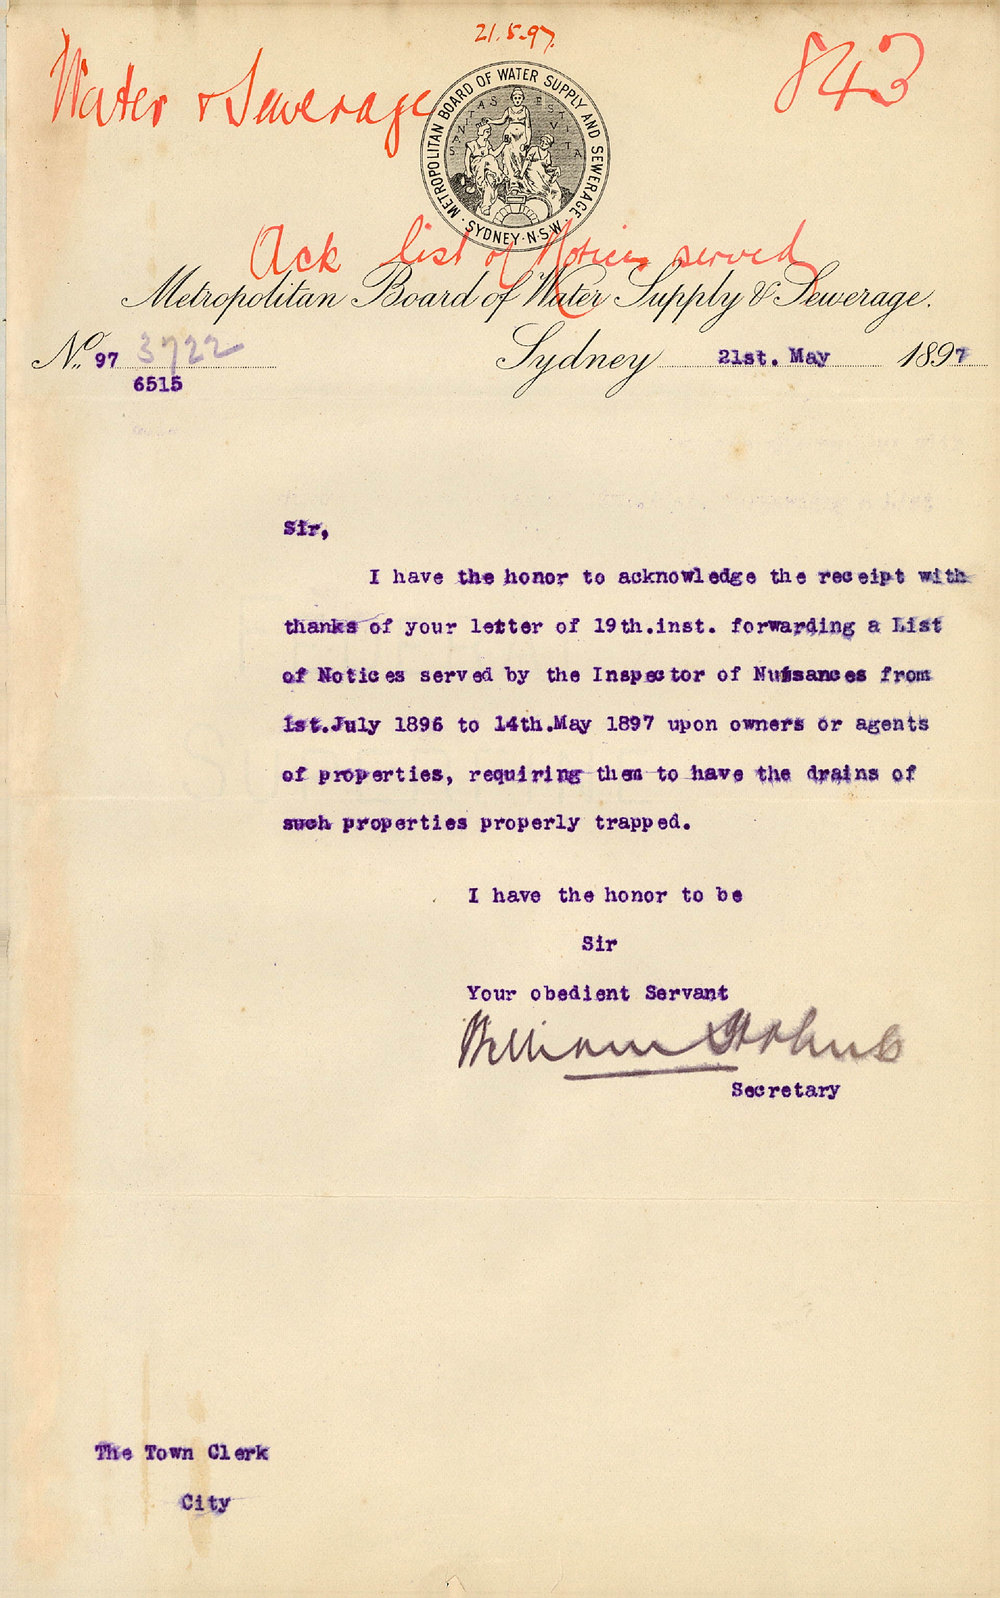 21.5.97.
Water & Sewerage
843
METROPOLITAN BOARD OF WATER SUPPLY AND SEWERAGE.
SANITAS EST VITA
· SYDNEY · N·S·W ·
Ack list of Notices served
Metropolitan Board of Water Supply & Sewerage.
No. 97 3722
6515
Sydney 21st. May 1897
Sir,
I have the honor to acknowledge the receipt with
thanks of your letter of 19th.inst. forwarding a List
of Notices served by the Inspector of Nuisances from
1st.July 1896 to 14th.May 1897 upon owners or agents
of properties, requiring them to have the drains of
such properties properly trapped.
I have the honor to be
Sir
Your obedient Servant
William
Secretary
The Town Clerk
City